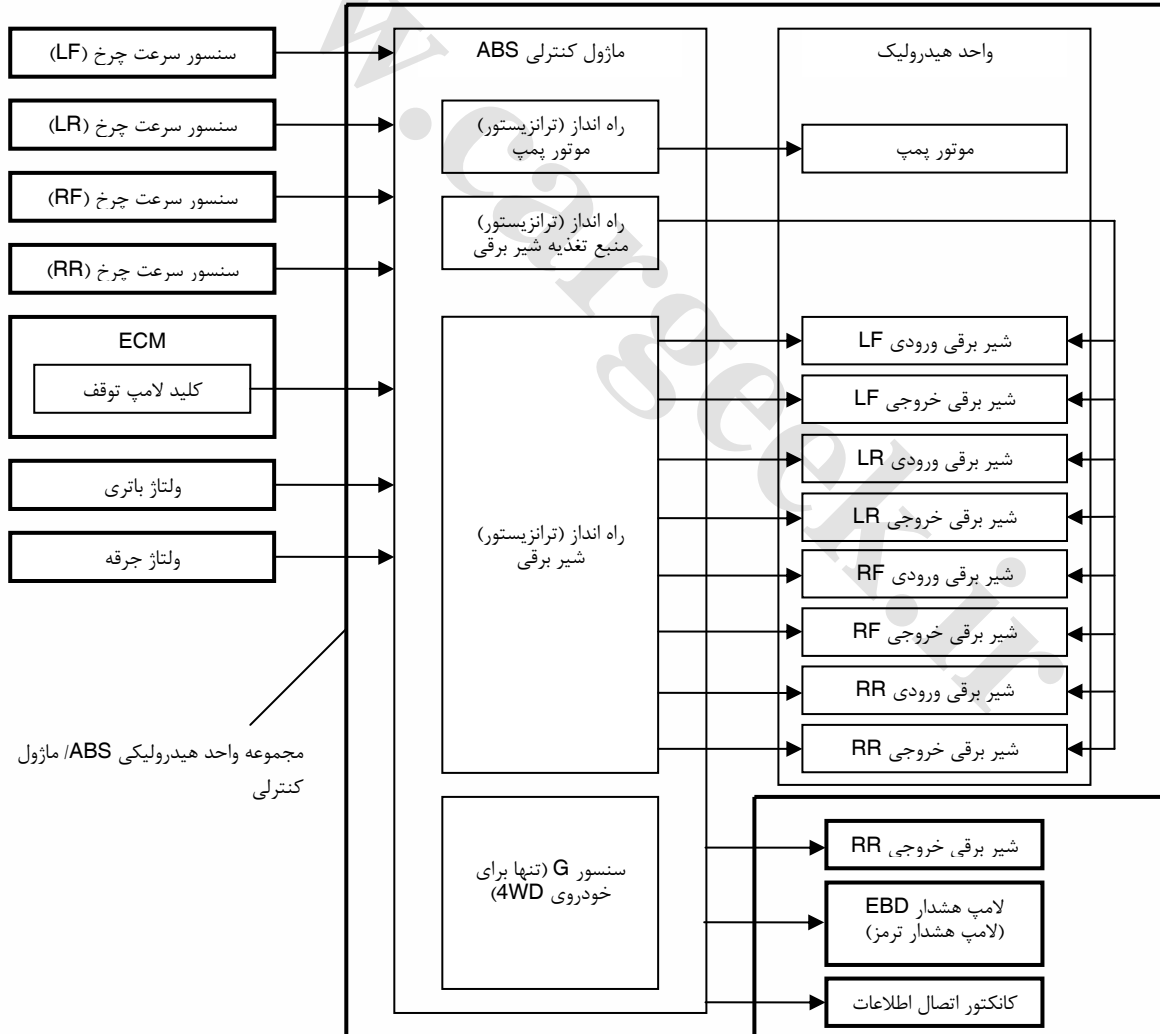 سنسور سرعت چرخ (LF)
سنسور سرعت چرخ (LR)
سنسور سرعت چرخ (RF)
سنسور سرعت چرخ (RR)
ECM
کلید لامپ توقف
ولتاژ باتری
ولتاژ جرقه
مجموعه واحد هیدرولیکی ABS/ ماژول
کنترلی
ماژول کنترلی ABS
راه انداز (ترانزیستور)
موتور پمپ
راه انداز (ترانزیستور)
منبع تغذیه شیر برقی
راه انداز (ترانزیستور)
شیر برقی
سنسور G (تنها برای
خودروی 4WD)
واحد هیدرولیک
موتور پمپ
شیر برقی ورودی LF
شیر برقی خروجی LF
شیر برقی ورودی LR
شیر برقی خروجی LR
شیر برقی ورودی RF
شیر برقی خروجی RF
شیر برقی ورودی RR
شیر برقی خروجی RR
شیر برقی خروجی RR
لامپ هشدار EBD
(لامپ هشدار ترمز)
کانکتور اتصال اطلاعات
w.cargeek.ir